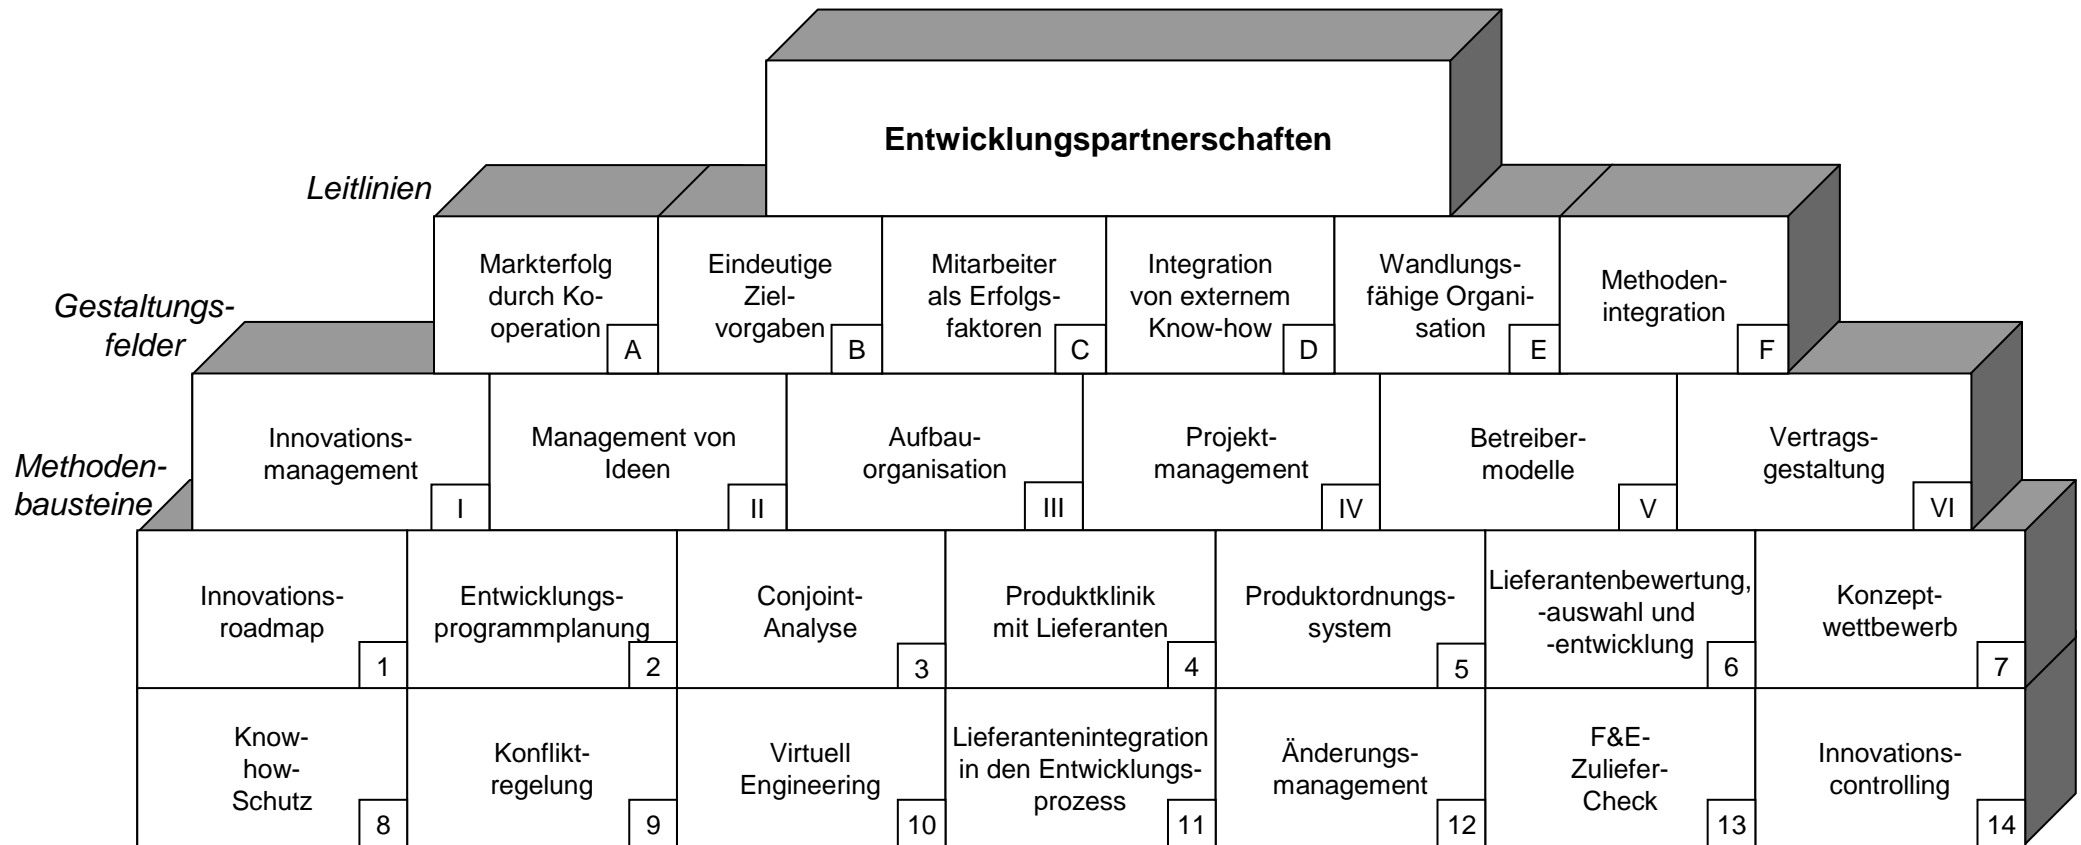 Entwicklungspartnerschaften
Leitlinien
Markterfolg
durch Ko-
operation
A
Eindeutige
Ziel-
vorgaben
B
Mitarbeiter
als Erfolgs-
faktoren
C
Integration
von externem
Know-how
D
Wandlungs-
fähige Organi-
sation
E
Methoden-
integration
F
Gestaltungs-
felder
Innovations-
management
I
Management von
Ideen
II
Aufbau-
organisation
III
Projekt-
management
IV
Betreiber-
modelle
V
Vertrags-
gestaltung
VI
Methoden-
bausteine
Innovations-
roadmap
1
Entwicklungs-
programmplanung
2
Conjoint-
Analyse
3
Produktklinik
mit Lieferanten
4
Produktordnungs-
system
5
Lieferantenbewertung,
-auswahl und
-entwicklung
6
Konzept-
wettbewerb
7
Know-
how-
Schutz
8
Konflikt-
regelung
9
Virtuell
Engineering
10
Lieferantenintegration
in den Entwicklungs-
prozess
11
Änderungs-
management
12
F&E-
Zuliefer-
Check
13
Innovations-
controlling
14